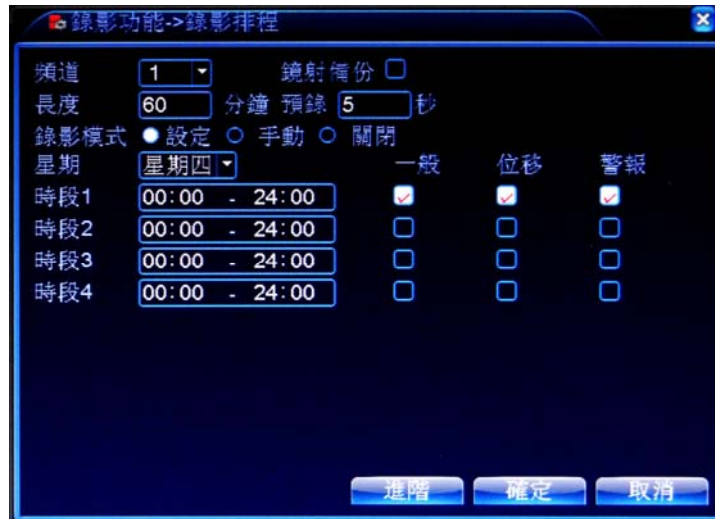 錄影功能->錄影排程
頻道 1 鏡射備份
長度 60 分鐘 預錄 5 秒
錄影模式 設定 手動 關閉
星期 星期四 一般 位移 警報
時段1 00:00 - 24:00
時段2 00:00 - 24:00
時段3 00:00 - 24:00
時段4 00:00 - 24:00
進階 確定 取消